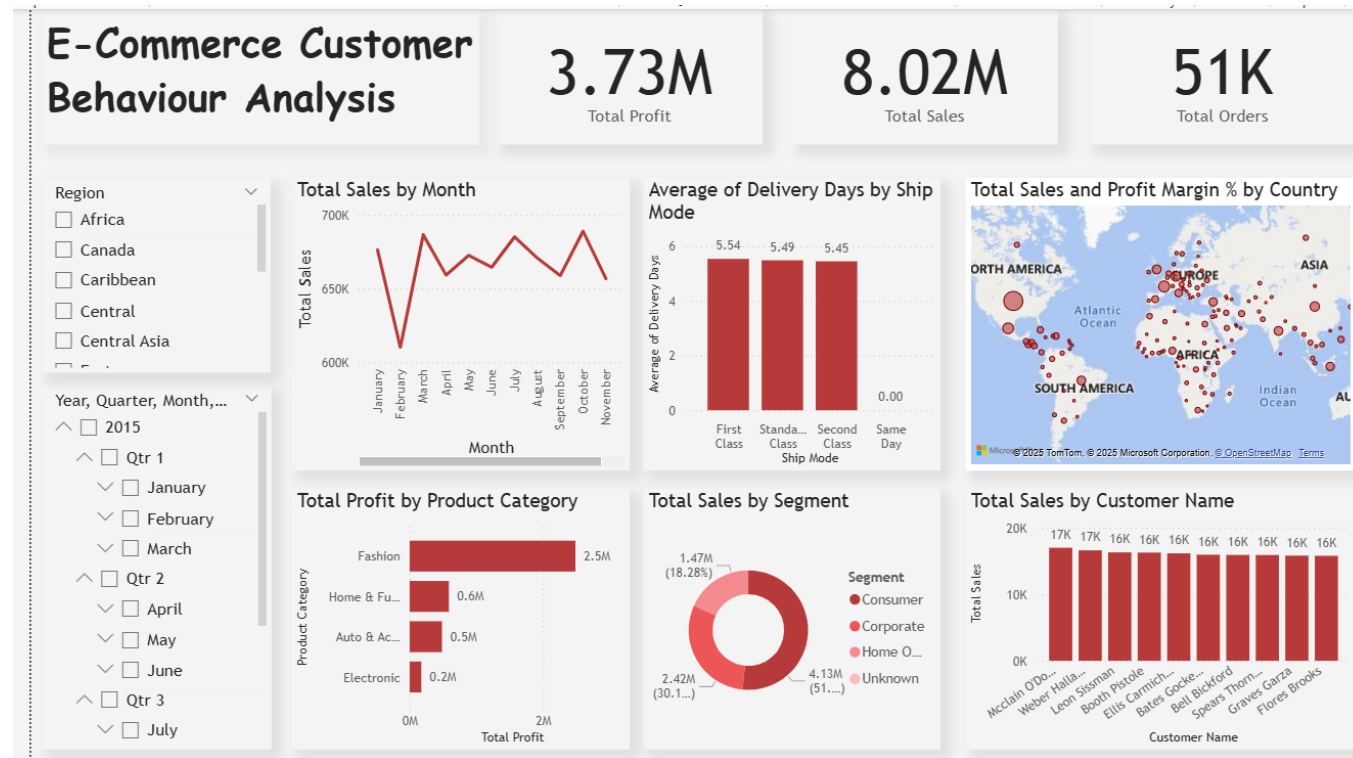 E-Commerce Customer
Behaviour Analysis
3.73M
Total Profit
8.02M
Total Sales
51K
Total Orders
Region
Africa
Canada
Caribbean
Central
Central Asia
Year, Quarter, Month,...
2015
Qtr 1
January
February
March
Qtr 2
April
May
June
Qtr 3
July
Total Sales by Month
Total Sales
700K
650K
600K
January
February
March
April
May
June
July
August
September
October
November
Month
Average of Delivery Days by Ship
Mode
Average of Delivery Days
6
4
2
0
5.54
5.49
5.45
0.00
First
Class
Standa...
Class
Second
Class
Same
Day
Ship Mode
Total Sales and Profit Margin % by Country
ORTH AMERICA
EUROPE
ASIA
Atlantic
Ocean
AFRICA
SOUTH AMERICA
Indian
Ocean
AU
© 2025 TomTom, © 2025 Microsoft Corporation, © OpenStreetMap Terms
Total Profit by Product Category
Product Category
Fashion
2.5M
Home & Fu...
0.6M
Auto & Ac...
0.5M
Electronic
0.2M
0M
2M
Total Profit
Total Sales by Segment
1.47M
(18.28%)
2.42M
(30.1...)
4.13M
(51....)
Segment
Consumer
Corporate
Home O...
Unknown
Total Sales by Customer Name
Total Sales
20K
10K
0K
17K
17K
16K
16K
16K
16K
16K
16K
16K
16K
Mcclain O'Do...
Weber Halla...
Leon Sissman
Booth Pistole
Ellis Carmich...
Bates Gocke...
Bell Bickford
Spears Thorn...
Graves Garza
Flores Brooks
Customer Name